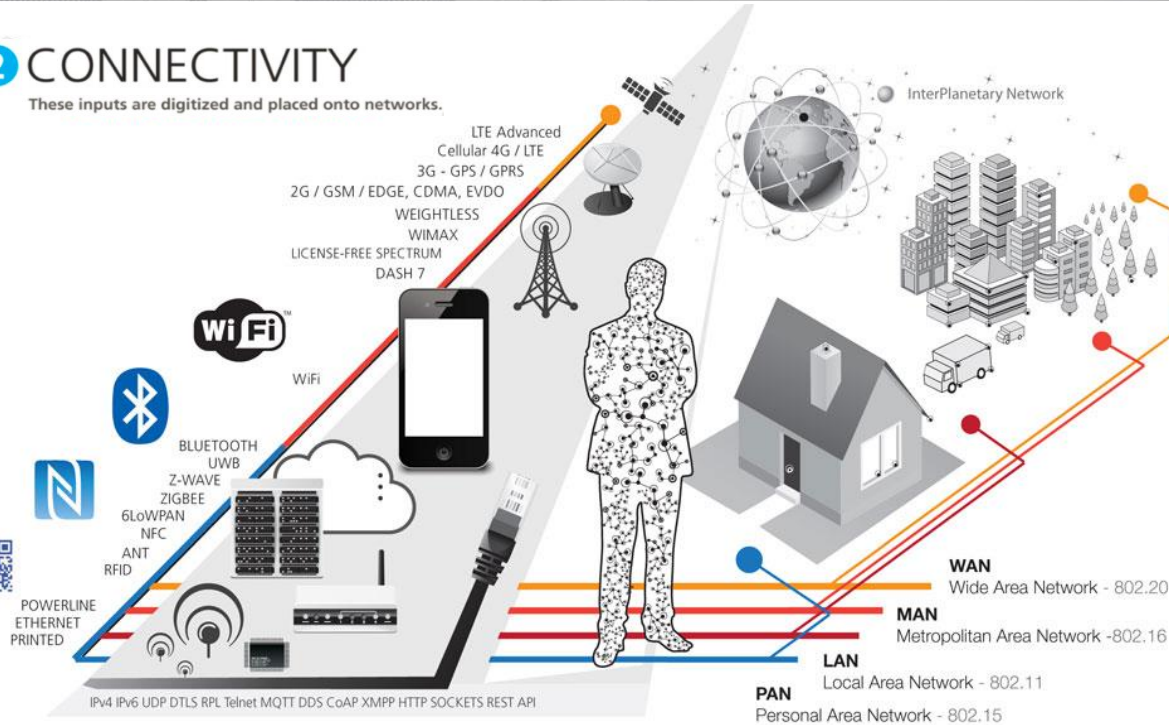 2 CONNECTIVITY
These inputs are digitized and placed onto networks.
InterPlanetary Network
LTE Advanced
Cellular 4G / LTE
3G - GPS / GPRS
2G / GSM / EDGE, CDMA, EVDO
WEIGHTLESS
WIMAX
LICENSE-FREE SPECTRUM
DASH 7
Wi Fi™
WiFi
BLUETOOTH
UWB
Z-WAVE
ZIGBEE
6LoWPAN
NFC
ANT
RFID
POWERLINE
ETHERNET
PRINTED
WAN
Wide Area Network - 802.20
MAN
Metropolitan Area Network -802.16
LAN
Local Area Network - 802.11
PAN
Personal Area Network - 802.15
IPv4 IPv6 UDP DTLS RPL Telnet MQTT DDS CoAP XMPP HTTP SOCKETS REST API